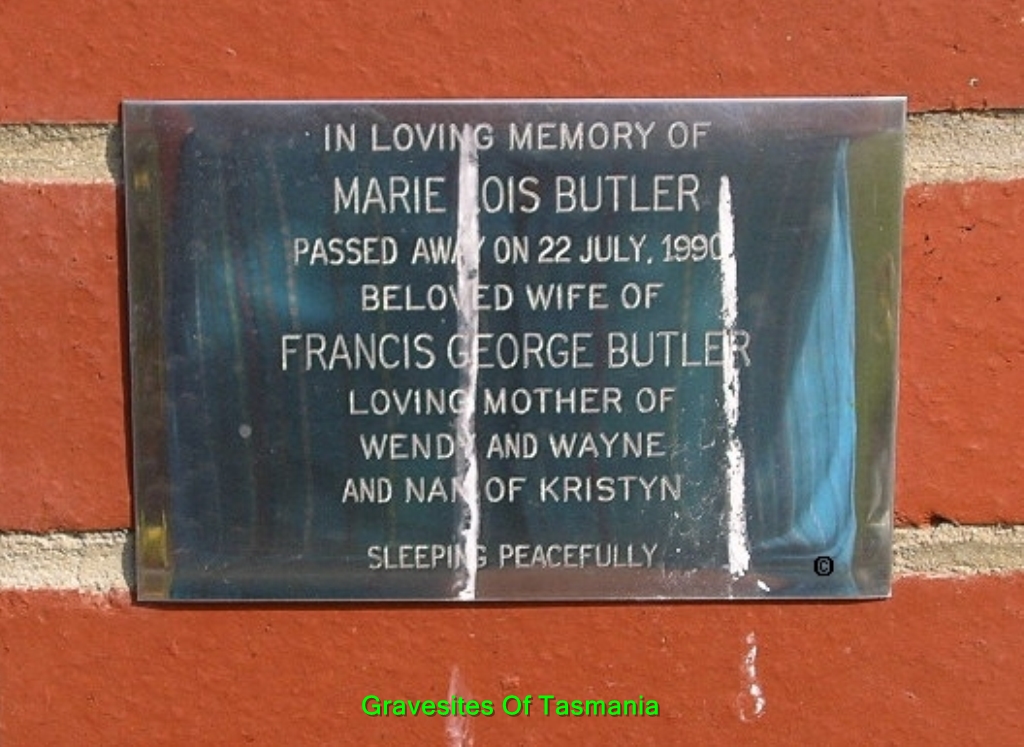 IN LOVING MEMORY OF
MARIE LOIS BUTLER
PASSED AWAY ON 22 JULY, 1990
BELOVED WIFE OF
FRANCIS GEORGE BUTLER
LOVING MOTHER OF
WENDY AND WAYNE
AND NAN OF KRISTYN
SLEEPING PEACEFULLY
©
Gravesites Of Tasmania